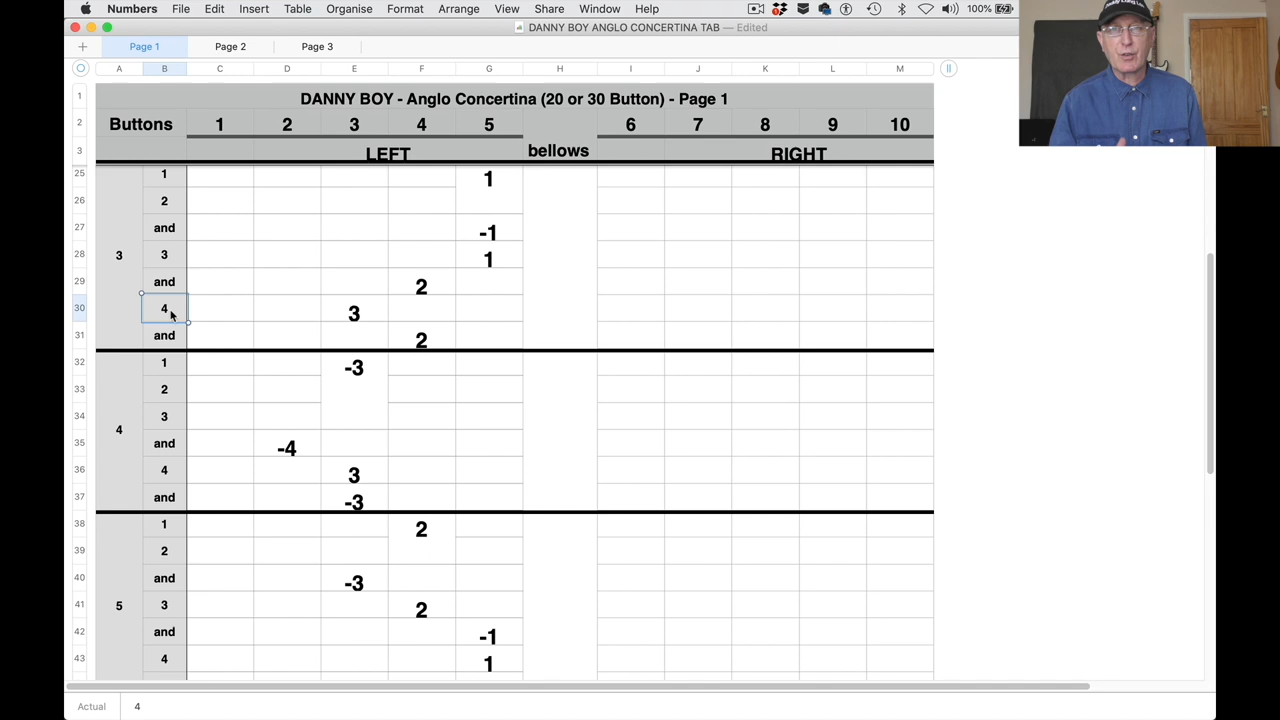 Numbers File Edit Insert Table Organise Format Arrange View Share Window Help 100%
DANNY BOY ANGLO CONCERTINA TAB — Edited
+ Page 1 Page 2 Page 3
A B C D E F G H I J K L M
1 DANNY BOY - Anglo Concertina (20 or 30 Button) - Page 1
2 Buttons 1 2 3 4 5 6 7 8 9 10
3 LEFT bellows RIGHT
25 1 1
26 2
27 and -1
28 3 3 1
29 and 2
30 4 3
31 and 2
32 1 -3
33 2
34 3
35 4 and -4
36 4 3
37 and -3
38 1 2
39 2
40 and -3
41 5 3 2
42 and -1
43 4 1
Actual 4